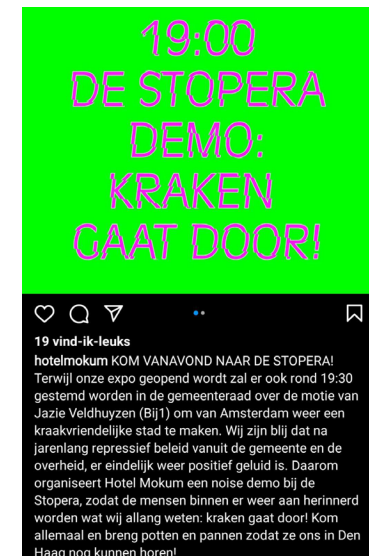 19:00
DE STOPERA
DEMO:
KRAKEN
GAAT DOOR!
19 vind-ik-leuks
hotelmokum KOM VANAVOND NAAR DE STOPERA!
Terwijl onze expo geopend wordt zal er ook rond 19:30
gestemd worden in de gemeenteraad over de motie van
Jazie Veldhuyzen (Bij1) om van Amsterdam weer een
kraakvriendelijke stad te maken. Wij zijn blij dat na
jarenlang repressief beleid vanuit de gemeente en de
overheid, er eindelijk weer positief geluid is. Daarom
organiseert Hotel Mokum een noise demo bij de
Stopera, zodat de mensen binnen er weer aan herinnerd
worden wat wij allang weten: kraken gaat door! Kom
allemaal en breng potten en pannen zodat ze ons in Den
Haag nog kunnen horen!